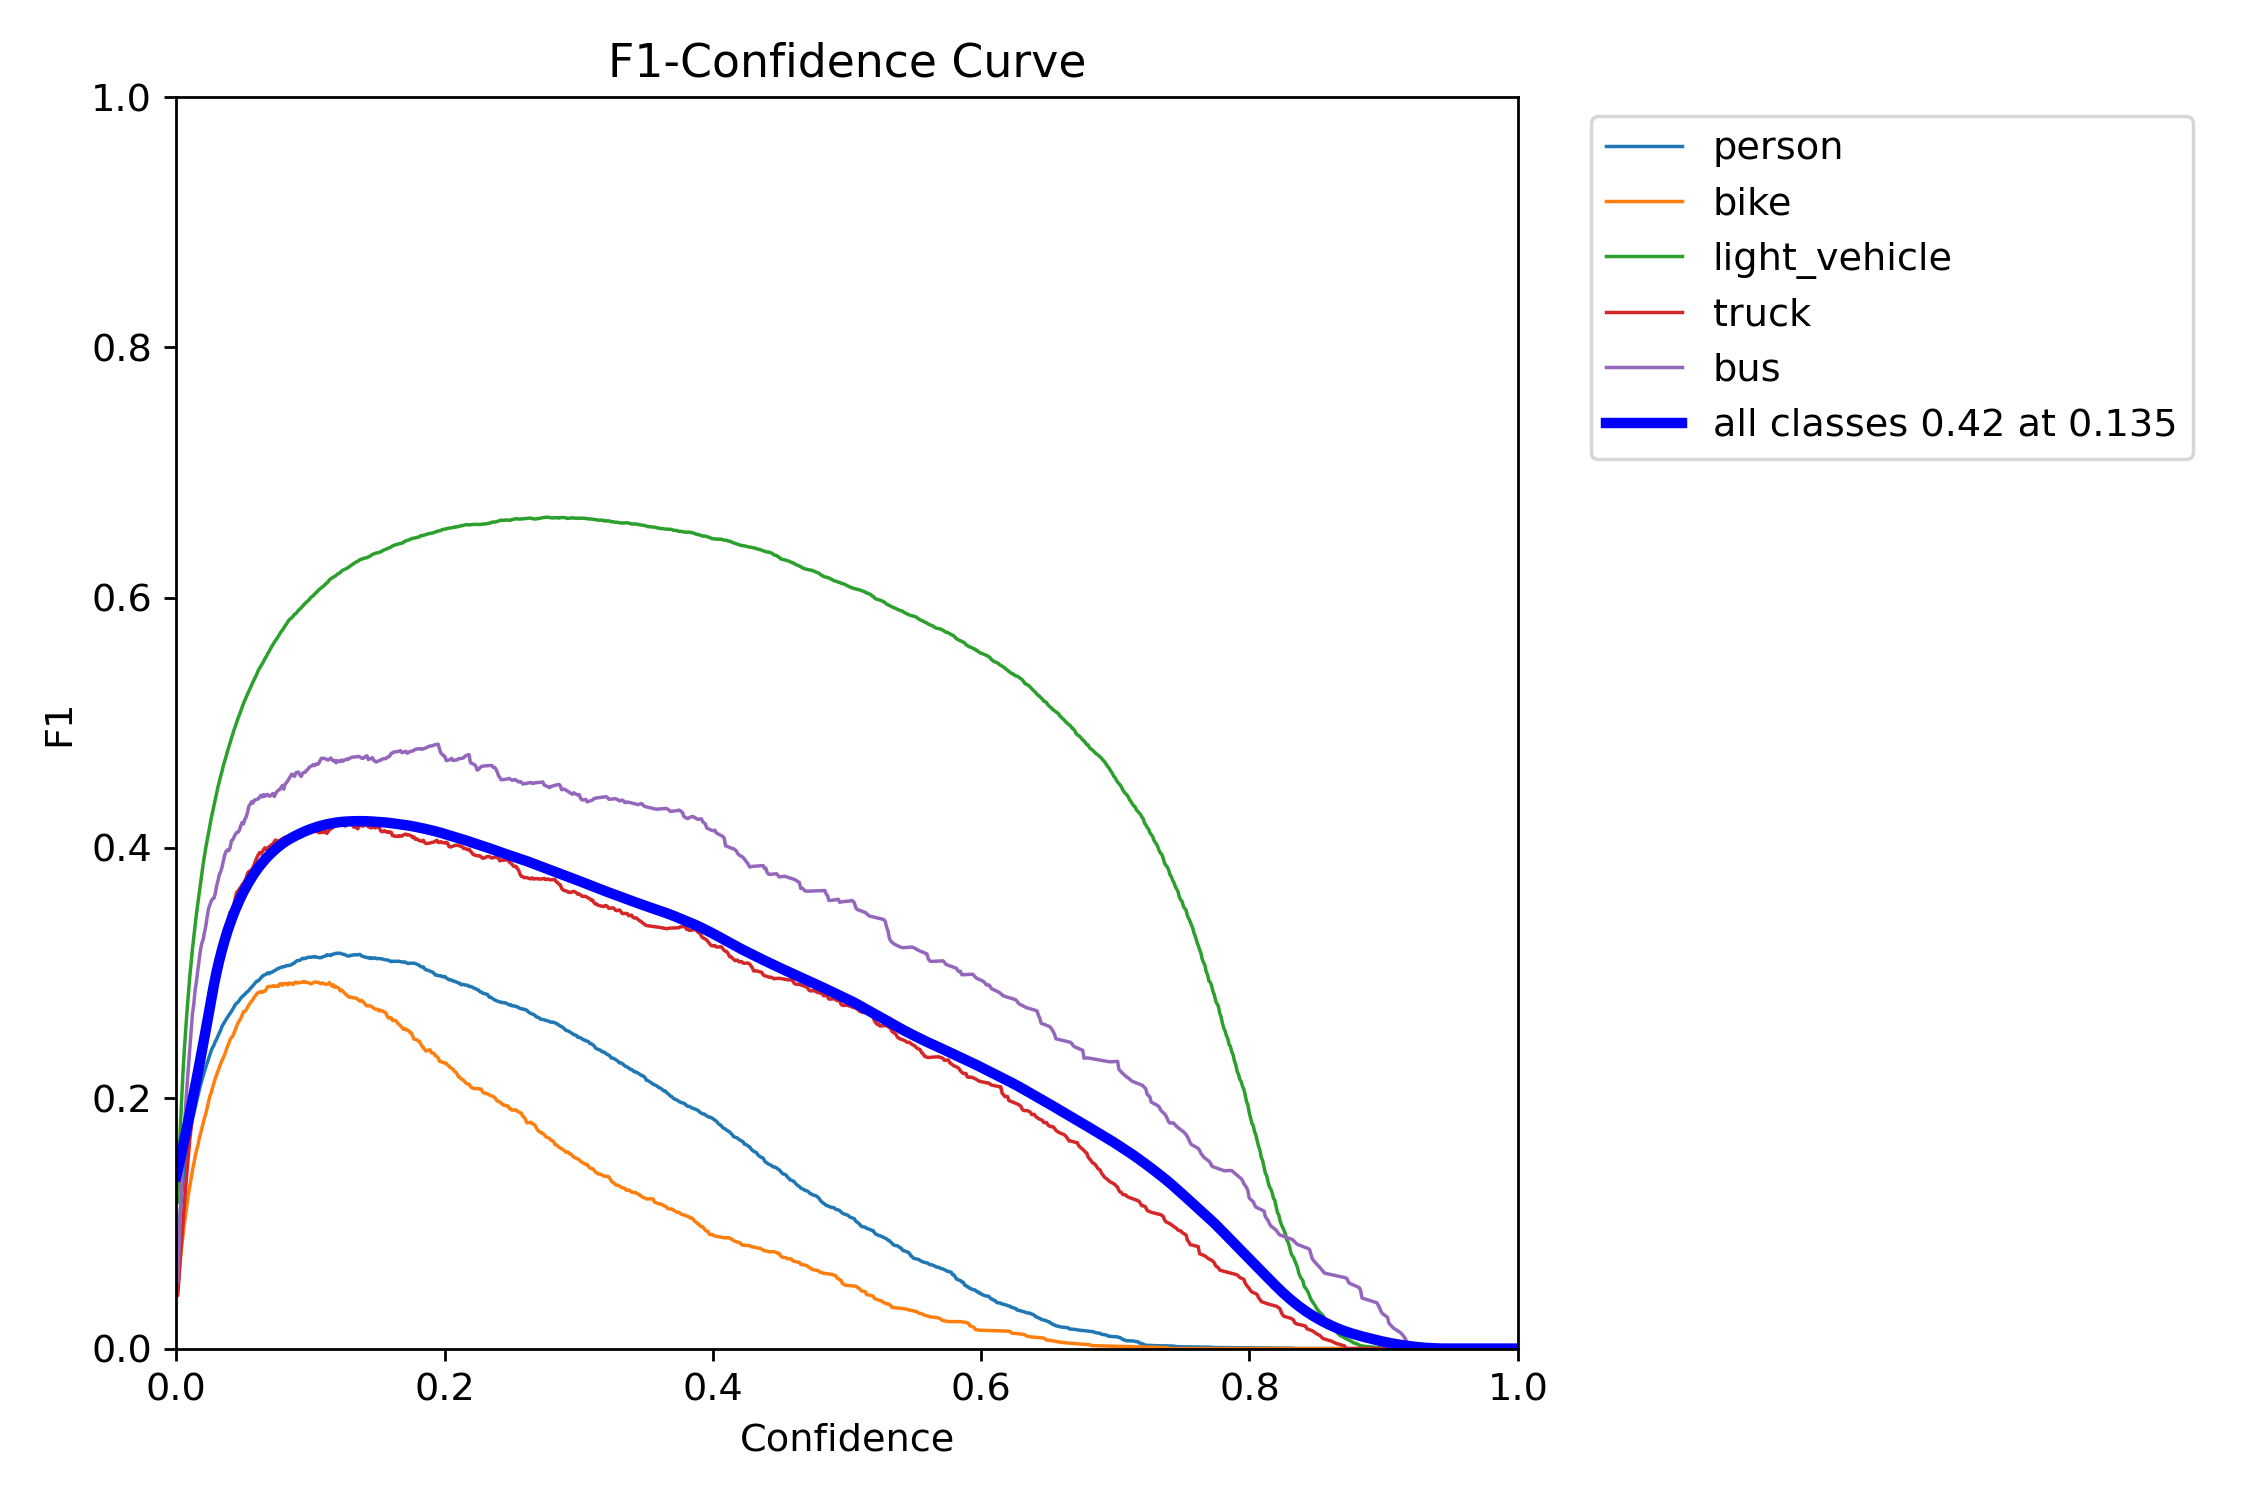 F1-Confidence Curve
1.0
0.8
0.6
0.4
0.2
0.0
F1
0.0 0.2 0.4 0.6 0.8 1.0
Confidence
person
bike
light_vehicle
truck
bus
all classes 0.42 at 0.135